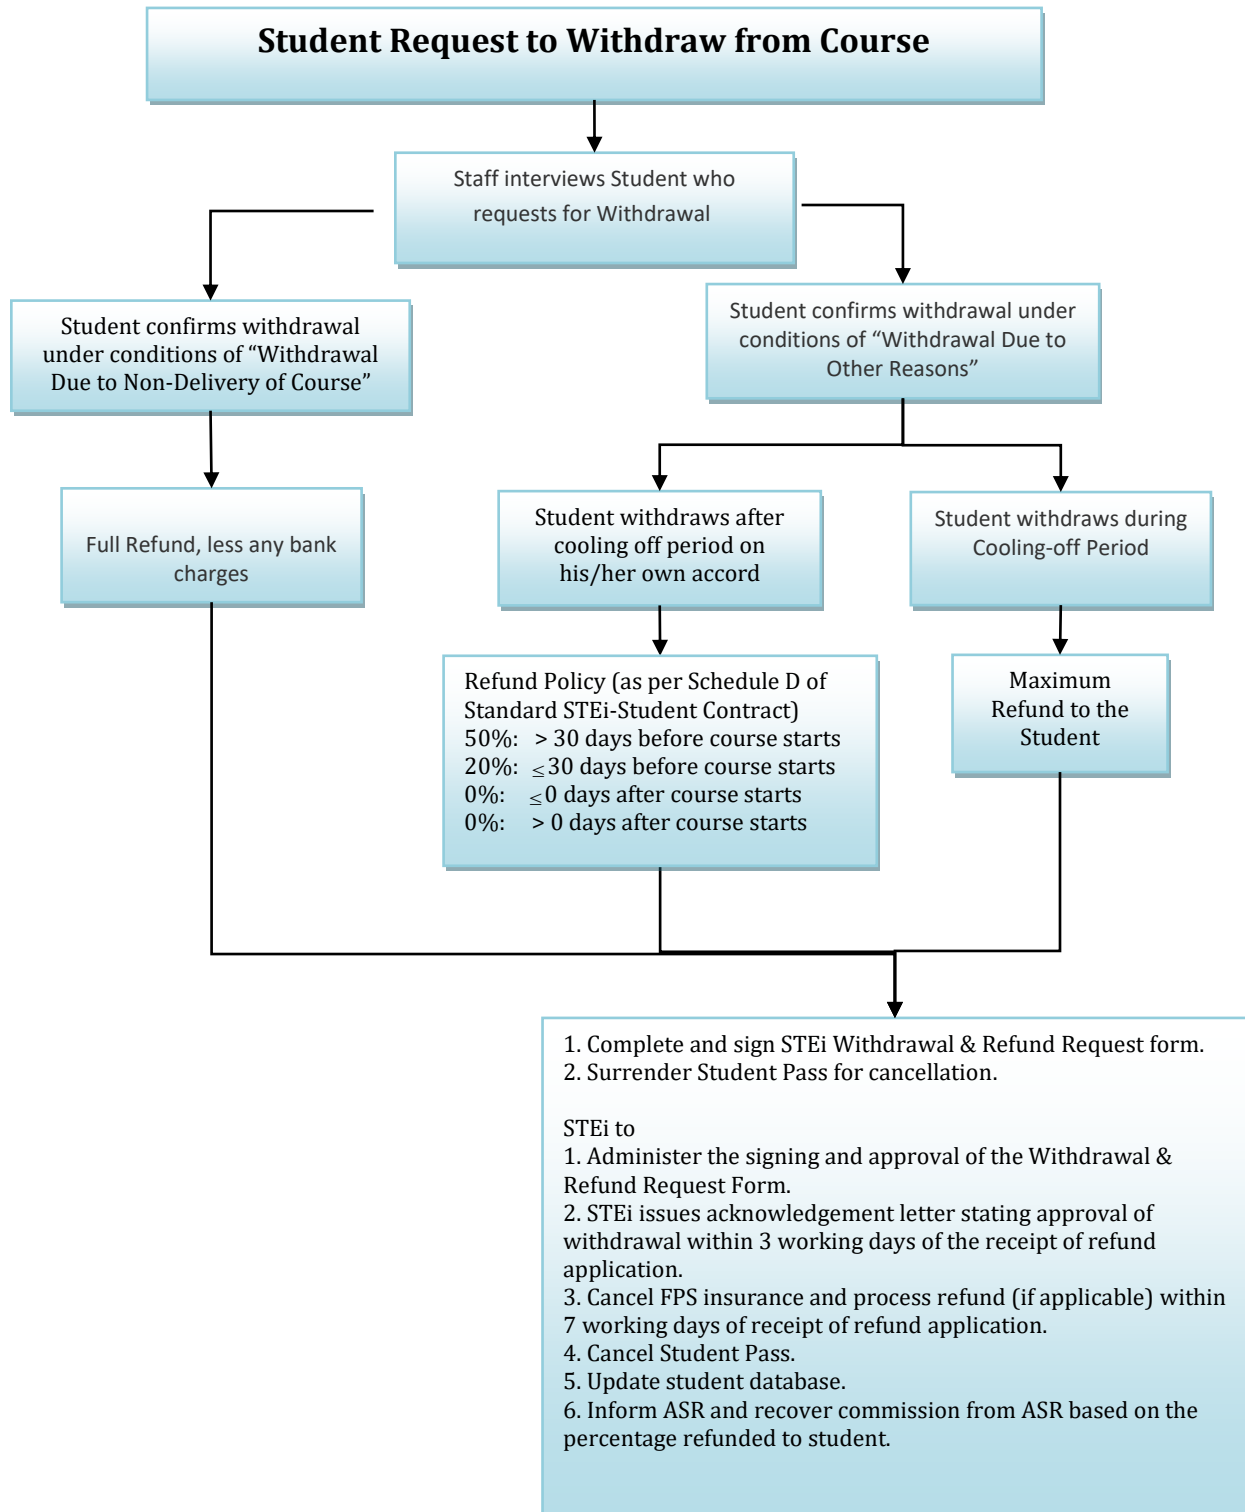 Student Request to Withdraw from Course
Staff interviews Student who
requests for Withdrawal
Student confirms withdrawal
under conditions of “Withdrawal
Due to Non-Delivery of Course”
Student confirms withdrawal under
conditions of “Withdrawal Due to
Other Reasons”
Full Refund, less any bank
charges
Student withdraws after
cooling off period on
his/her own accord
Student withdraws during
Cooling-off Period
Refund Policy (as per Schedule D of
Standard STEi-Student Contract)
50%: > 30 days before course starts
20%: ≤30 days before course starts
0%: ≤0 days after course starts
0%: > 0 days after course starts
Maximum
Refund to the
Student
1. Complete and sign STEi Withdrawal & Refund Request form.
2. Surrender Student Pass for cancellation.
STEi to
1. Administer the signing and approval of the Withdrawal &
Refund Request Form.
2. STEi issues acknowledgement letter stating approval of
withdrawal within 3 working days of the receipt of refund
application.
3. Cancel FPS insurance and process refund (if applicable) within
7 working days of receipt of refund application.
4. Cancel Student Pass.
5. Update student database.
6. Inform ASR and recover commission from ASR based on the
percentage refunded to student.